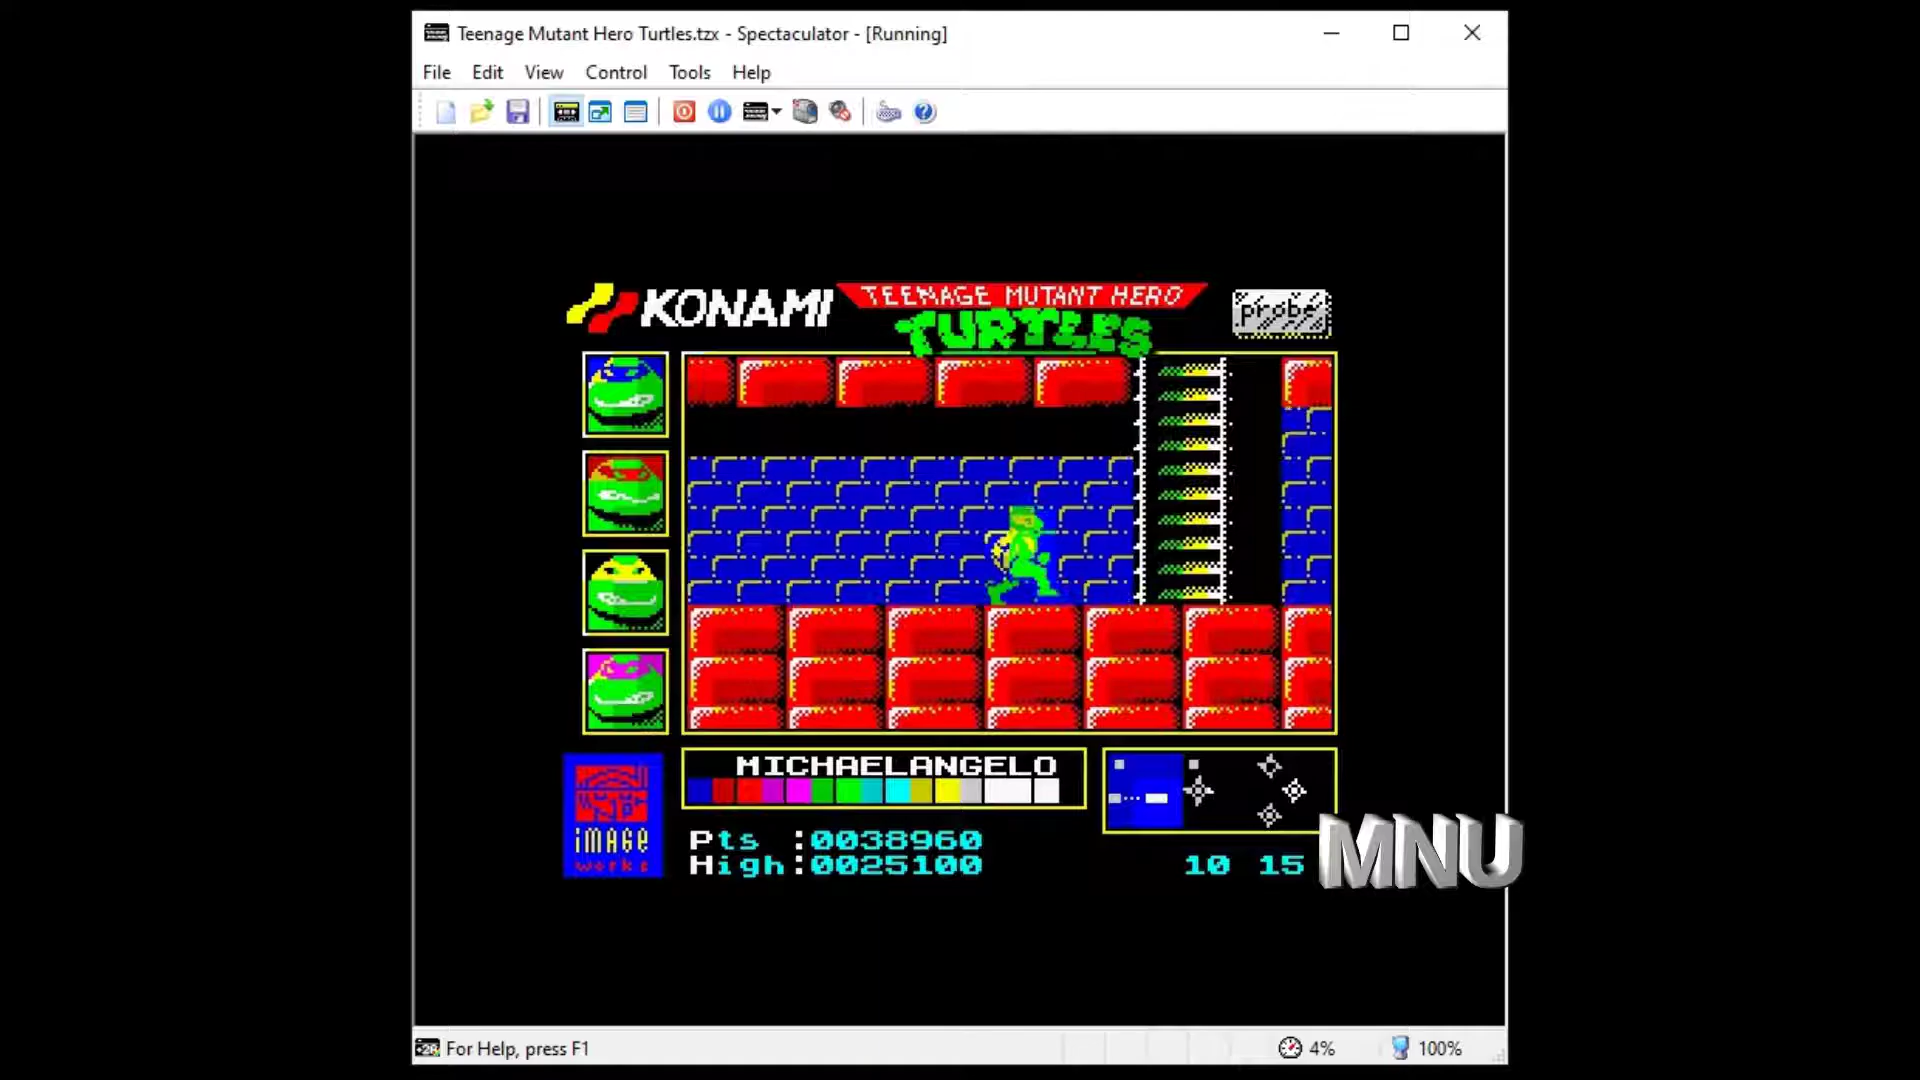 Teenage Mutant Hero Turtles.tzx - Spectaculator - [Running]
File Edit View Control Tools Help
KONAMI
TEENAGE MUTANT HERO
TURTLES
probe
MICHAELANGELO
iMAGE
works
Pts :0038960
High:0025100
10 15
MNU
For Help, press F1
4%
100%